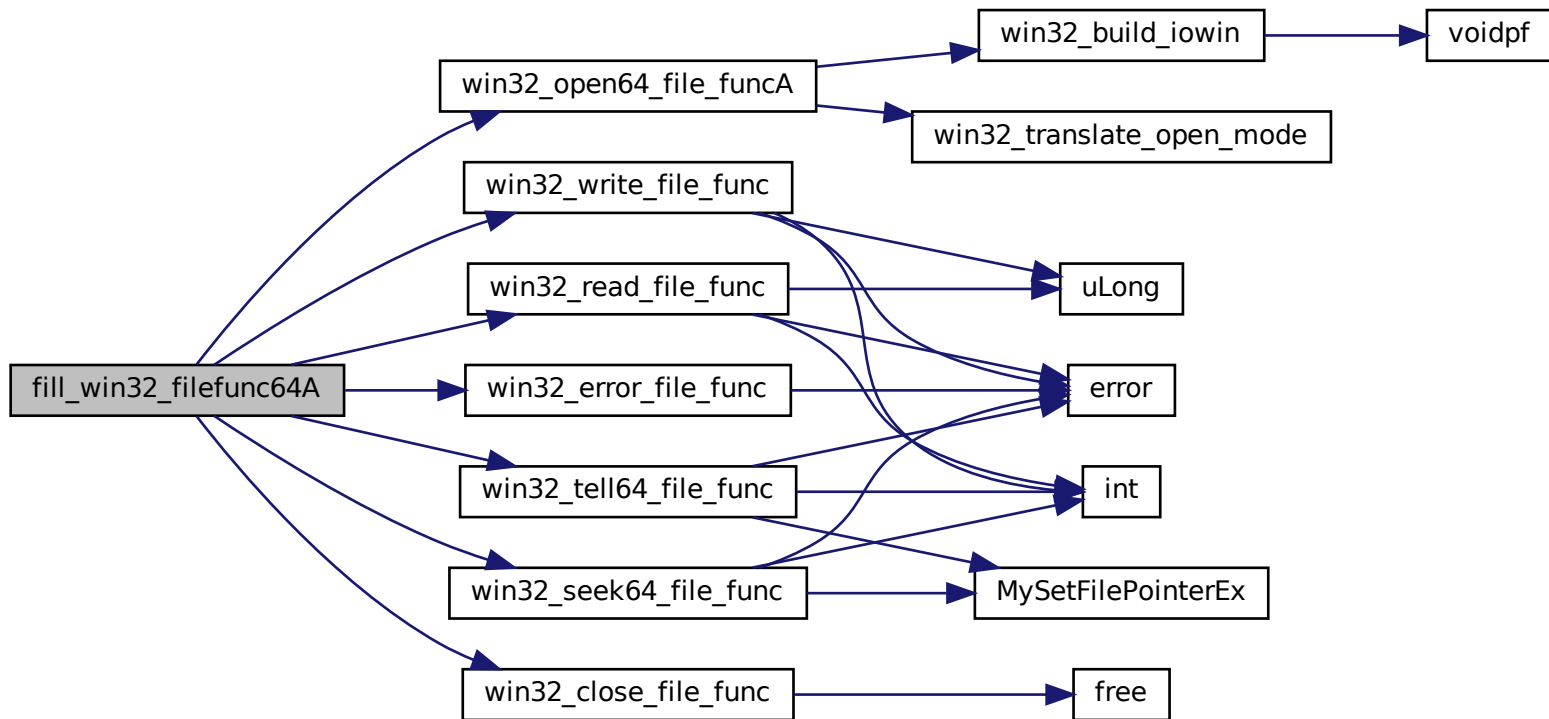 fill_win32_filefunc64A
win32_open64_file_funcA
win32_write_file_func
win32_read_file_func
win32_error_file_func
win32_tell64_file_func
win32_seek64_file_func
win32_close_file_func
win32_build_iowin
win32_translate_open_mode
uLong
error
int
MySetFilePointerEx
free
voidpf